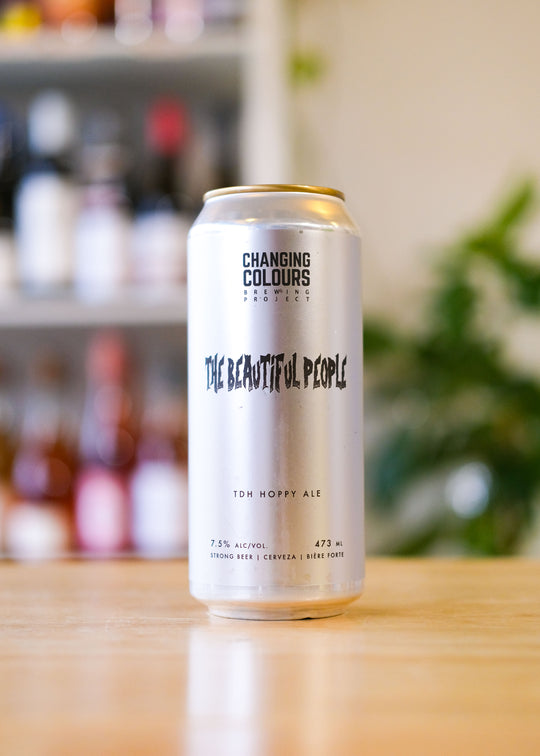 CHANGING
COLOURS
BREWING
PROJECT
THE BEAUTIFUL PEOPLE
TDH HOPPY ALE
7.5% ALC/VOL. 473 ML
STRONG BEER | CERVEZA | BIÈRE FORTE